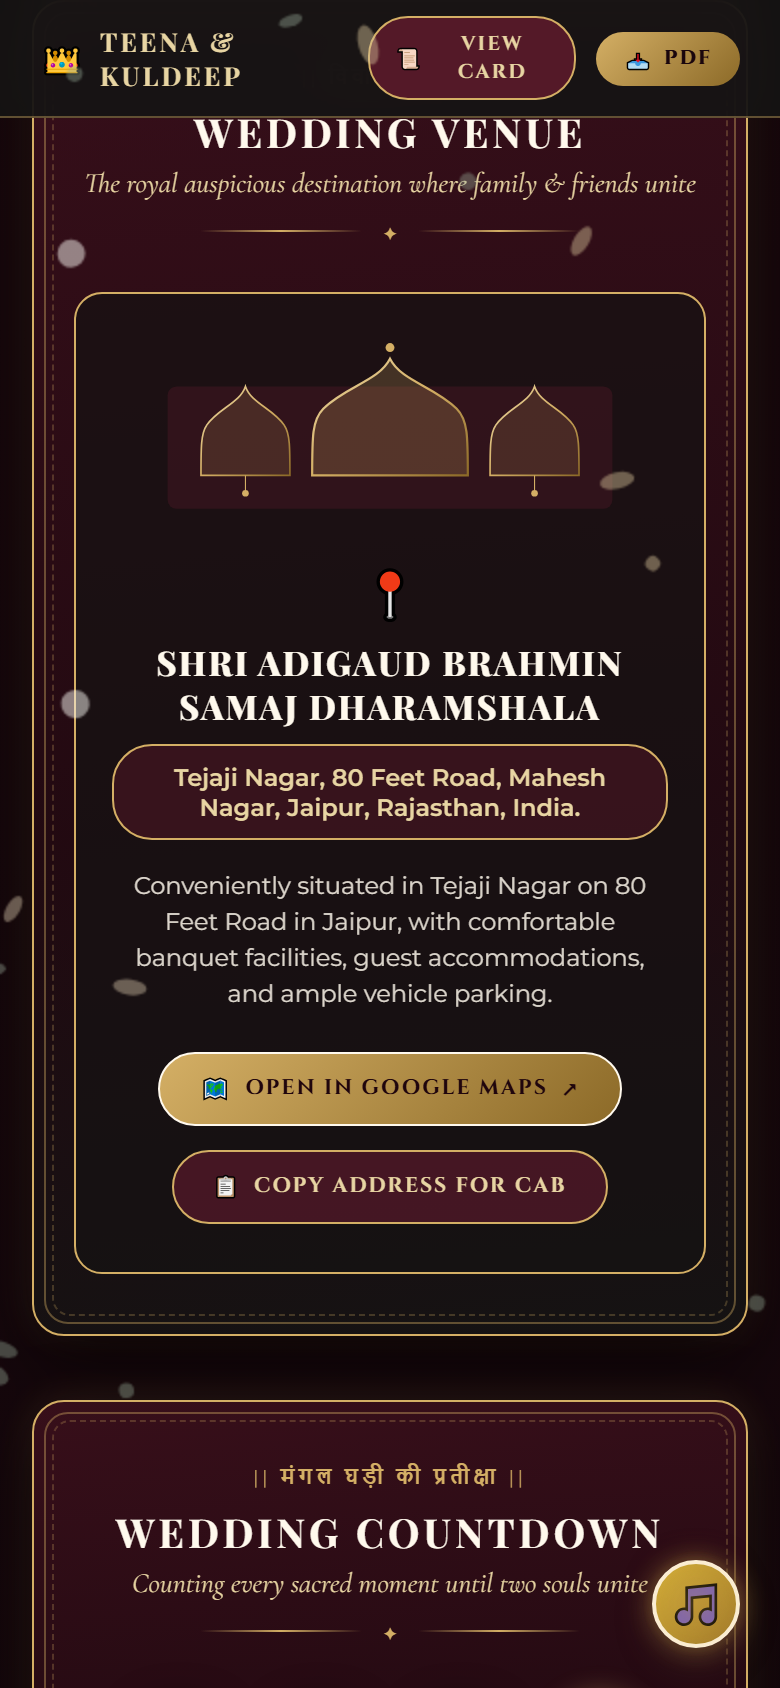 TEENA &
KULDEEP
VIEW
CARD
PDF
WEDDING VENUE
The royal auspicious destination where family & friends unite
SHRI ADIGAUD BRAHMIN
SAMAJ DHARAMSHALA
Tejaji Nagar, 80 Feet Road, Mahesh
Nagar, Jaipur, Rajasthan, India.
Conveniently situated in Tejaji Nagar on 80
Feet Road in Jaipur, with comfortable
banquet facilities, guest accommodations,
and ample vehicle parking.
OPEN IN GOOGLE MAPS ↗
COPY ADDRESS FOR CAB
|| मंगल घड़ी की प्रतीक्षा ||
WEDDING COUNTDOWN
Counting every sacred moment until two souls unite